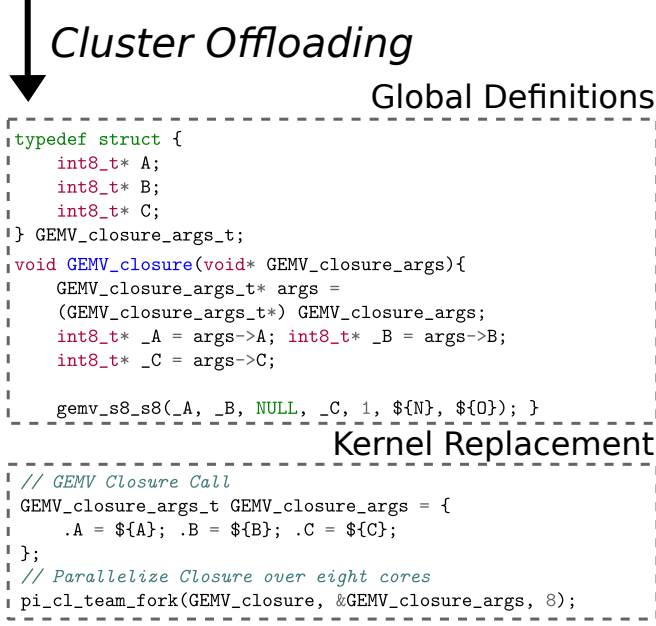 Cluster Offloading
Global Definitions
typedef struct {
    int8_t* A;
    int8_t* B;
    int8_t* C;
} GEMV_closure_args_t;
void GEMV_closure(void* GEMV_closure_args){
    GEMV_closure_args_t* args =
    (GEMV_closure_args_t*) GEMV_closure_args;
    int8_t* _A = args->A; int8_t* _B = args->B;
    int8_t* _C = args->C;
    gemv_s8_s8(_A, _B, NULL, _C, 1, ${N}, ${O}); }
Kernel Replacement
// GEMV Closure Call
GEMV_closure_args_t GEMV_closure_args = {
    .A = ${A}; .B = ${B}; .C = ${C};
};
// Parallelize Closure over eight cores
pi_cl_team_fork(GEMV_closure, &GEMV_closure_args, 8);